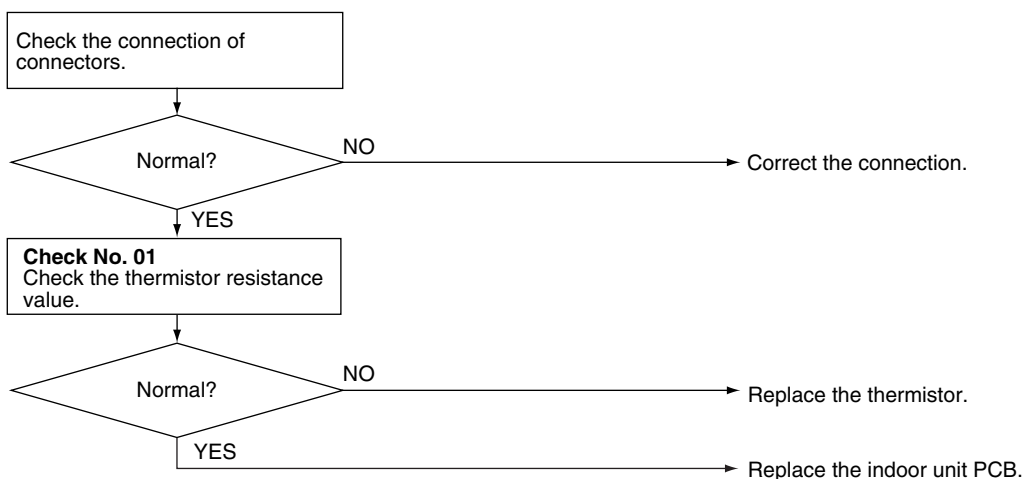 Check the connection of
connectors.
Normal?
NO
Correct the connection.
YES
Check No. 01
Check the thermistor resistance
value.
Normal?
NO
Replace the thermistor.
YES
Replace the indoor unit PCB.